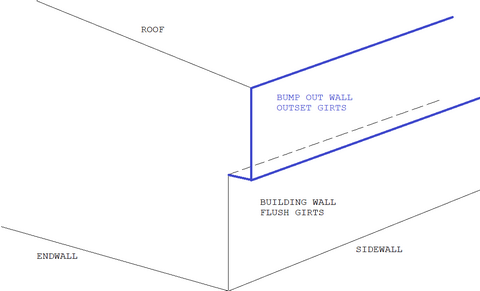 ROOF
BUMP OUT WALL
OUTSET GIRTS
BUILDING WALL
FLUSH GIRTS
SIDEWALL
ENDWALL